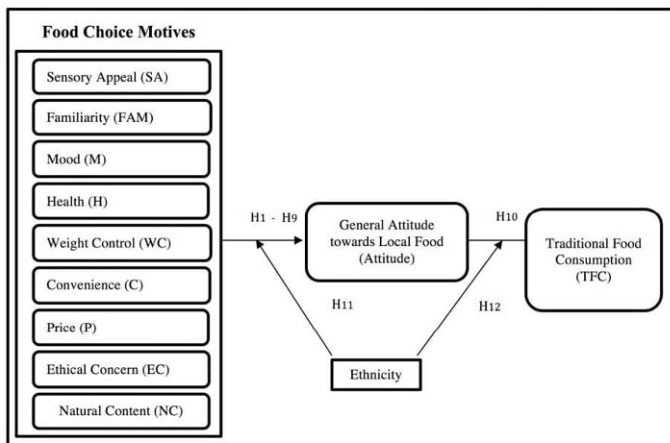 Food Choice Motives
Sensory Appeal (SA)
Familiarity (FAM)
Mood (M)
Health (H)
Weight Control (WC)
Convenience (C)
Price (P)
Ethical Concern (EC)
Natural Content (NC)
H1 - H9
General Attitude
towards Local Food
(Attitude)
H10
Traditional Food
Consumption
(TFC)
H11
H12
Ethnicity